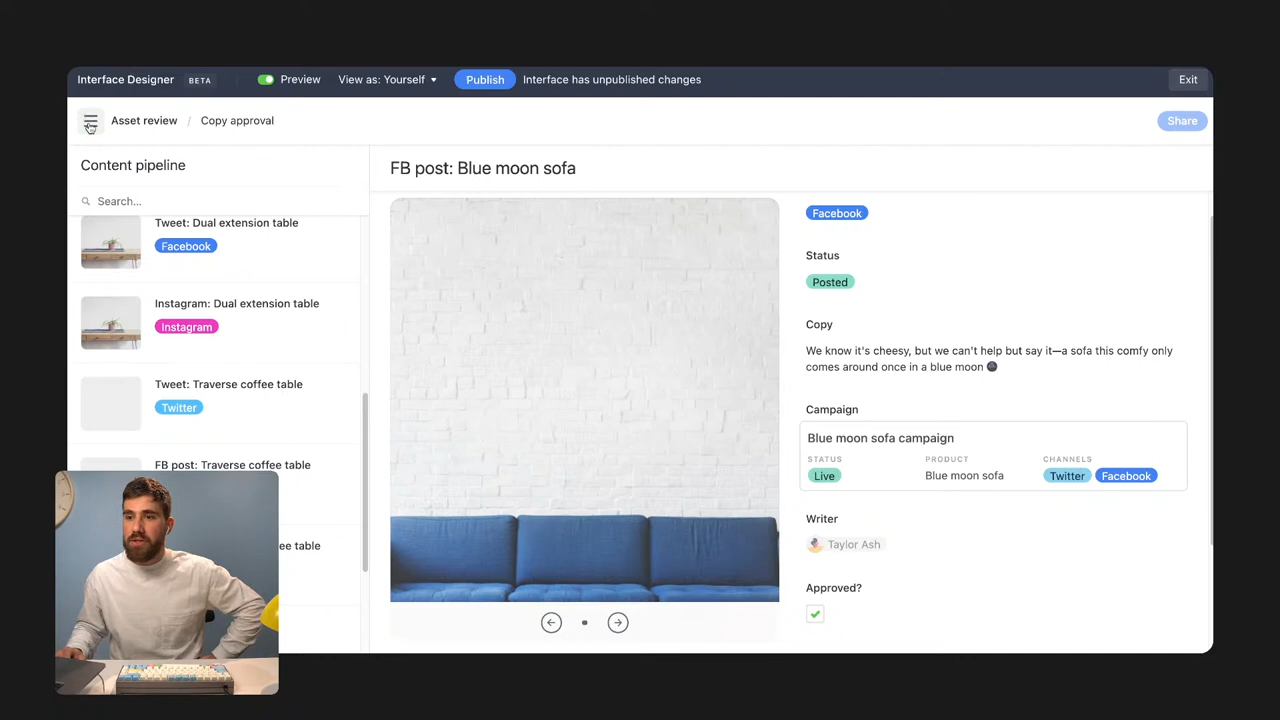 Interface Designer BETA Preview View as: Yourself Publish Interface has unpublished changes Exit
Asset review / Copy approval Share
Content pipeline
Search...
Tweet: Dual extension table
Facebook
Instagram: Dual extension table
Instagram
Tweet: Traverse coffee table
Twitter
FB post: Traverse coffee table
ee table
FB post: Blue moon sofa
Facebook
Status
Posted
Copy
We know it's cheesy, but we can't help but say it—a sofa this comfy only
comes around once in a blue moon 🌚
Campaign
Blue moon sofa campaign
STATUS PRODUCT CHANNELS
Live Blue moon sofa Twitter Facebook
Writer
Taylor Ash
Approved?